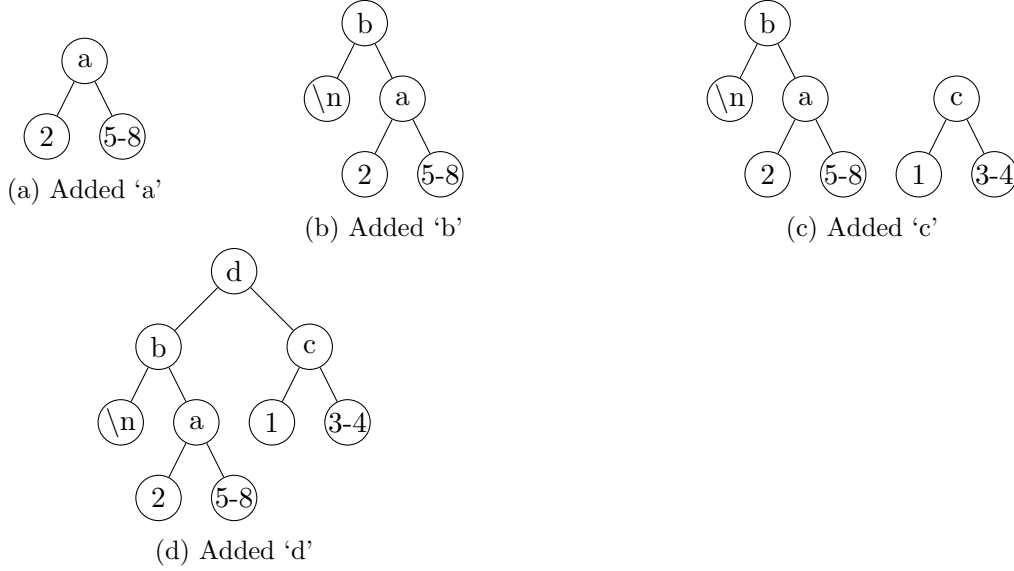 a
2 5-8
(a) Added ‘a’
b
\n a
2 5-8
(b) Added ‘b’
b
\n a c
2 5-8 1 3-4
(c) Added ‘c’
d
b c
\n a 1 3-4
2 5-8
(d) Added ‘d’